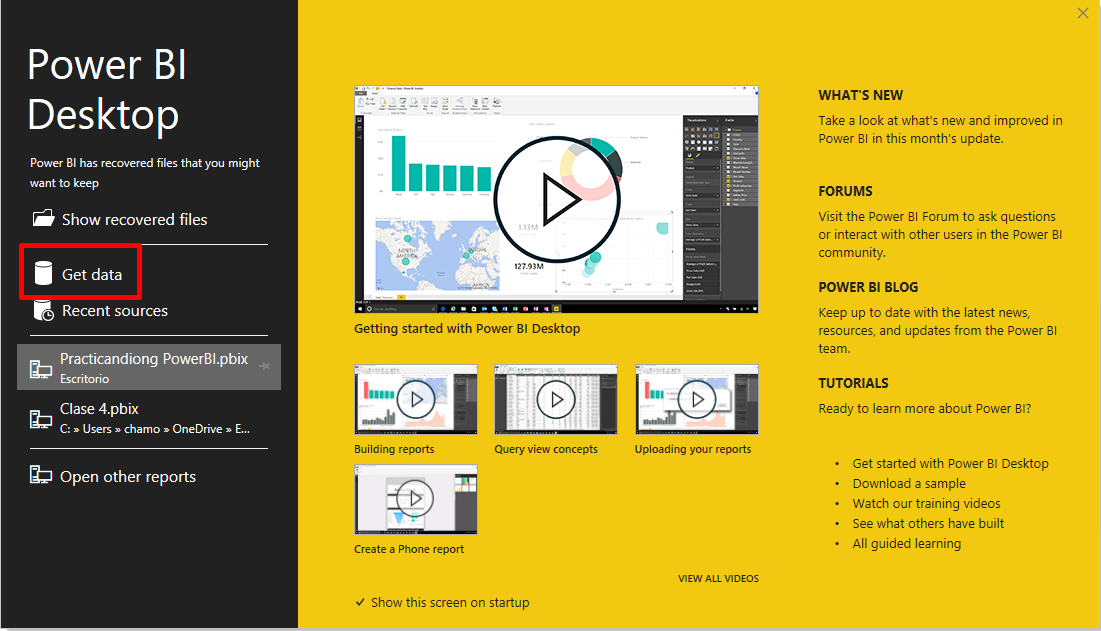 Power BI
Desktop
Power BI has recovered files that you might
want to keep
Show recovered files
Get data
Recent sources
Practicandiong PowerBI.pbix
Escritorio
Clase 4.pbix
C: » Users » chamo » OneDrive » E...
Open other reports
1.13M
127.93M
Getting started with Power BI Desktop
Building reports
Query view concepts
Uploading your reports
Create a Phone report
VIEW ALL VIDEOS
Show this screen on startup
WHAT'S NEW
Take a look at what's new and improved in
Power BI in this month's update.
FORUMS
Visit the Power BI Forum to ask questions
or interact with other users in the Power BI
community.
POWER BI BLOG
Keep up to date with the latest news,
resources, and updates from the Power BI
team.
TUTORIALS
Ready to learn more about Power BI?
• Get started with Power BI Desktop
• Download a sample
• Watch our training videos
• See what others have built
• All guided learning